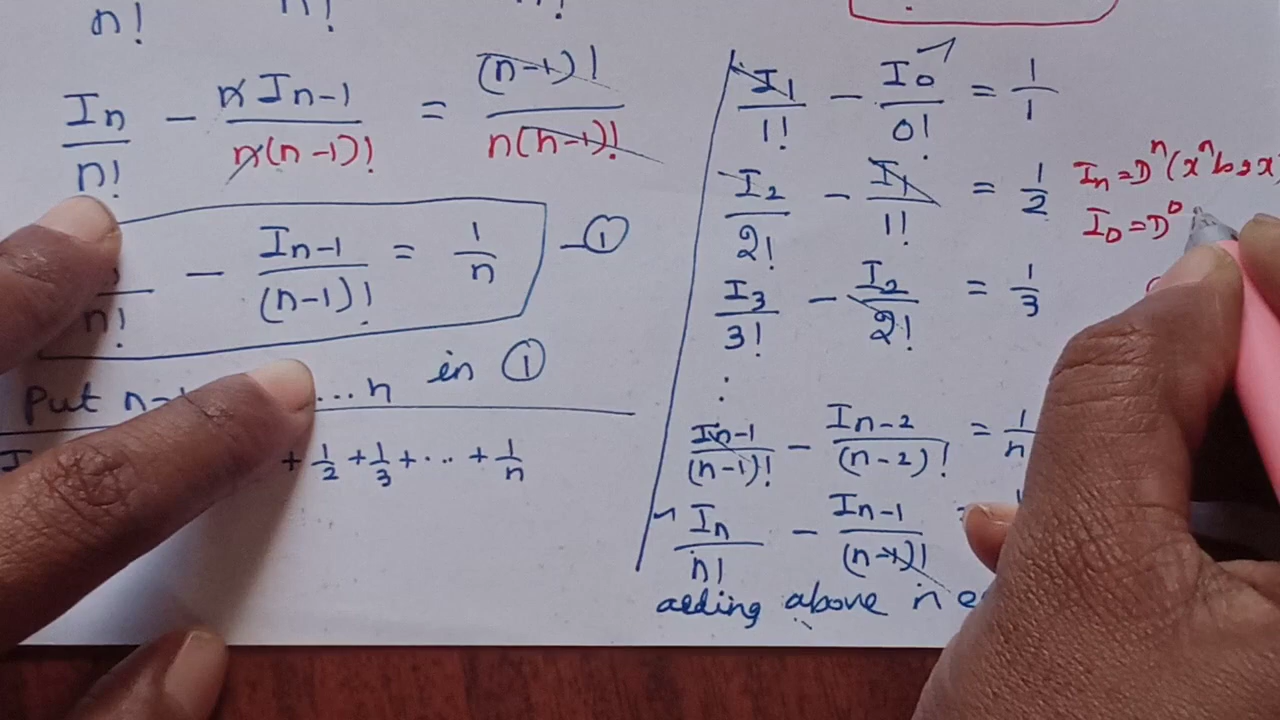 n! n! n!
In/n! - n In-1/n(n-1)! = (n-1)!/n(n-1)!
n! - In-1/(n-1)! = 1/n - ①
Put n= ...n in ①
I + 1/2 + 1/3 + ... + 1/n
I1/1! - I0/0! = 1/1
I2/2! - I1/1! = 1/2
I3/3! - I2/2! = 1/3
:
In-1/(n-1)! - In-2/(n-2)! = 1/n
In/n! - In-1/(n-1)! =
adding above n
In = D^n (x^n log x)
I0 = D^0